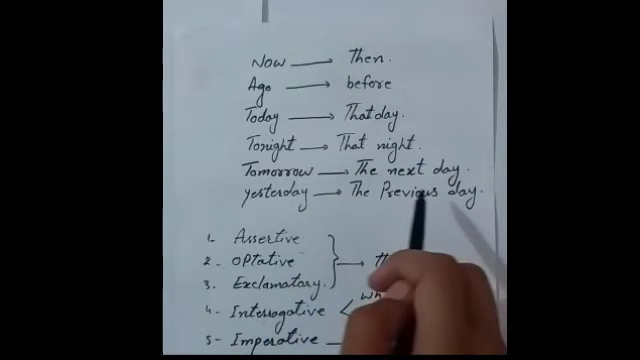 Now → Then.
Ago → before
Today → That day.
Tonight → That night.
Tomorrow → The next day.
yesterday → The Previous day.
1- Assertive
2- OPtative
3- Exclamatory.
4- Interrogative
5- Imperative